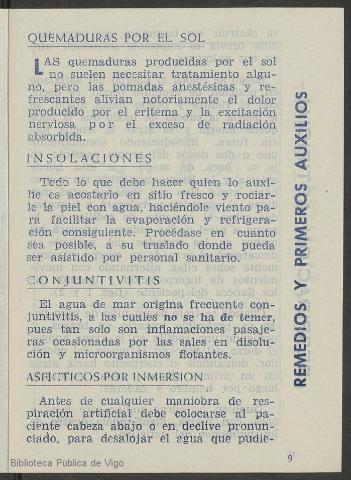 QUEMADURAS POR EL SOL
LAS quemaduras producidas por el sol
no suelen necesitar tratamiento algu-
no, pero las pomadas anestésicas y re-
frescantes alivian notoriamente el dolor
producido por el eritema y la excitación
nerviosa por el exceso de radiación
absorbida.
INSOLACIONES
Todo lo que debe hacer quien lo auxi-
lie es acostarlo en sitio fresco y rociar-
le la piel con agua, haciéndole viento pa-
ra facilitar la evaporación y refrigera-
ción consiguiente. Procédase en cuanto
sea posible, a su traslado donde pueda
ser asistido por personal sanitario.
CONJUNTIVITIS
El agua de mar origina frecuente con-
juntivitis, a las cuales no se ha de temer,
pues tan solo son inflamaciones pasaje-
ras ocasionadas por las sales en disolu-
ción y microorganismos flotantes.
ASFICTICOS POR INMERSION
Antes de cualquier maniobra de res-
piración artificial debe colocarse al pa-
ciente cabeza abajo o en declive pronun-
ciado, para desalojar el agua que pudie-
REMEDIOS Y PRIMEROS AUXILIOS
9
Biblioteca Pública de Vigo